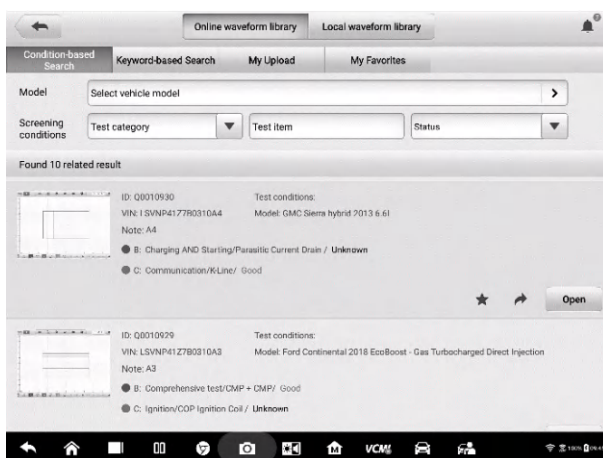 Online waveform library Local waveform library
Condition-based Search Keyword-based Search My Upload My Favorites
Model Select vehicle model
Screening conditions Test category Test item Status
Found 10 related result
ID: Q0010930 Test conditions:
VIN: LSVNP41Z7B0310A4 Model: GMC Sierra hybrid 2013 6.6l
Note: A4
B: Charging AND Starting/Parasitic Current Drain / Unknown
C: Communication/K-Line/ Good
Open
ID: Q0010929 Test conditions:
VIN: LSVNP41Z7B0310A3 Model: Ford Continental 2018 EcoBoost - Gas Turbocharged Direct Injection
Note: A3
B: Comprehensive test/CMP + CMP/ Good
C: Ignition/COP Ignition Coil / Unknown
VCMI
100%